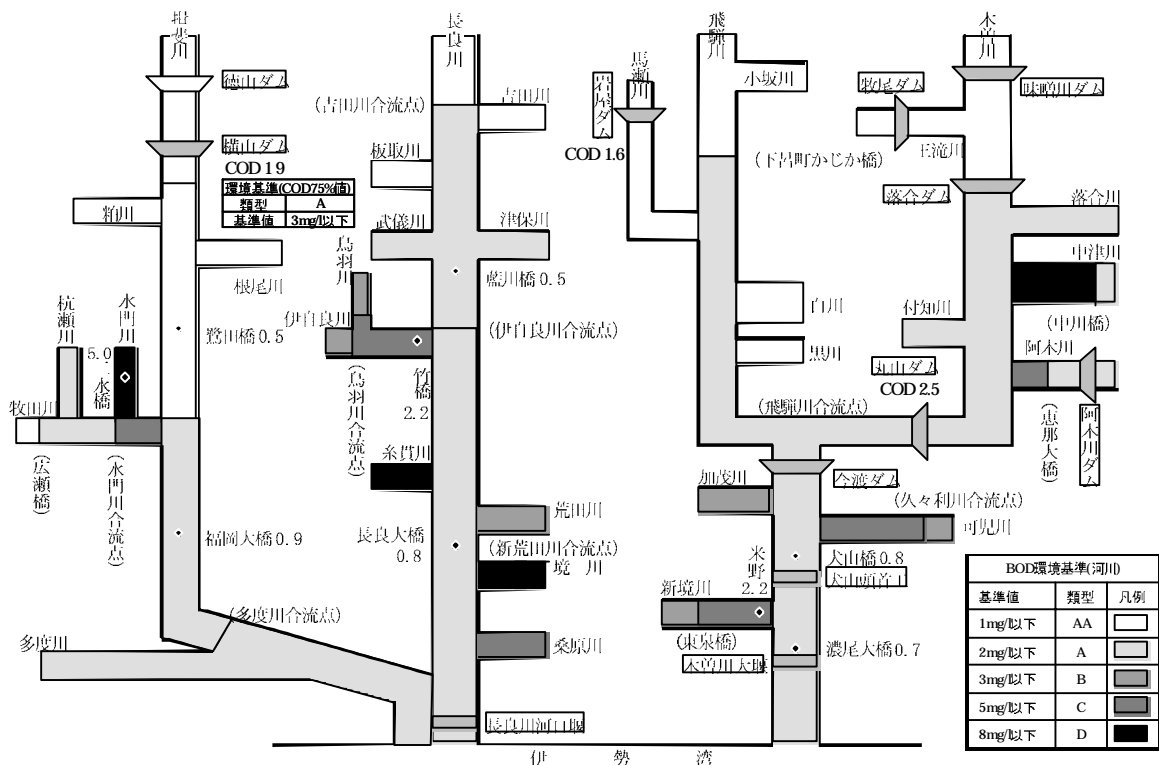 揖斐川
徳山ダム
横山ダム
COD 1.9
環境基準(COD75%値)
類型 A
基準値 3mg/l以下
粕川
根尾川
鷺田橋0.5
杭瀬川
水門川
5.0
牧田川
(広瀬橋)
(水門川合流点)
福岡大橋0.9
(多度川合流点)
多度川
長良川
(吉田川合流点)
吉田川
板取川
武儀川
津保川
鳥羽川
藍川橋0.5
伊自良川
(伊自良川合流点)
(鳥羽川合流点)
竹橋
2.2
糸貫川
荒田川
長良大橋
0.8
(新荒田川合流点)
境川
桑原川
長良川河口堰
飛騨川
馬瀬川
岩屋ダム
COD 1.6
小坂川
(下呂町かじか橋)
白川
黒川
(飛騨川合流点)
木曽川
味噌川ダム
牧尾ダム
王滝川
落合ダム
落合川
中津川
(中川橋)
付知川
阿木川
丸山ダム
COD 2.5
(恵那大橋)
阿木川ダム
今渡ダム
加茂川
(久々利川合流点)
可児川
犬山橋0.8
犬山頭首工
米野
2.2
新境川
(東泉橋)
木曽川大堰
濃尾大橋0.7
伊勢湾
BOD環境基準(河川)
基準値 類型 凡例
1mg/l以下 AA
2mg/l以下 A
3mg/l以下 B
5mg/l以下 C
8mg/l以下 D